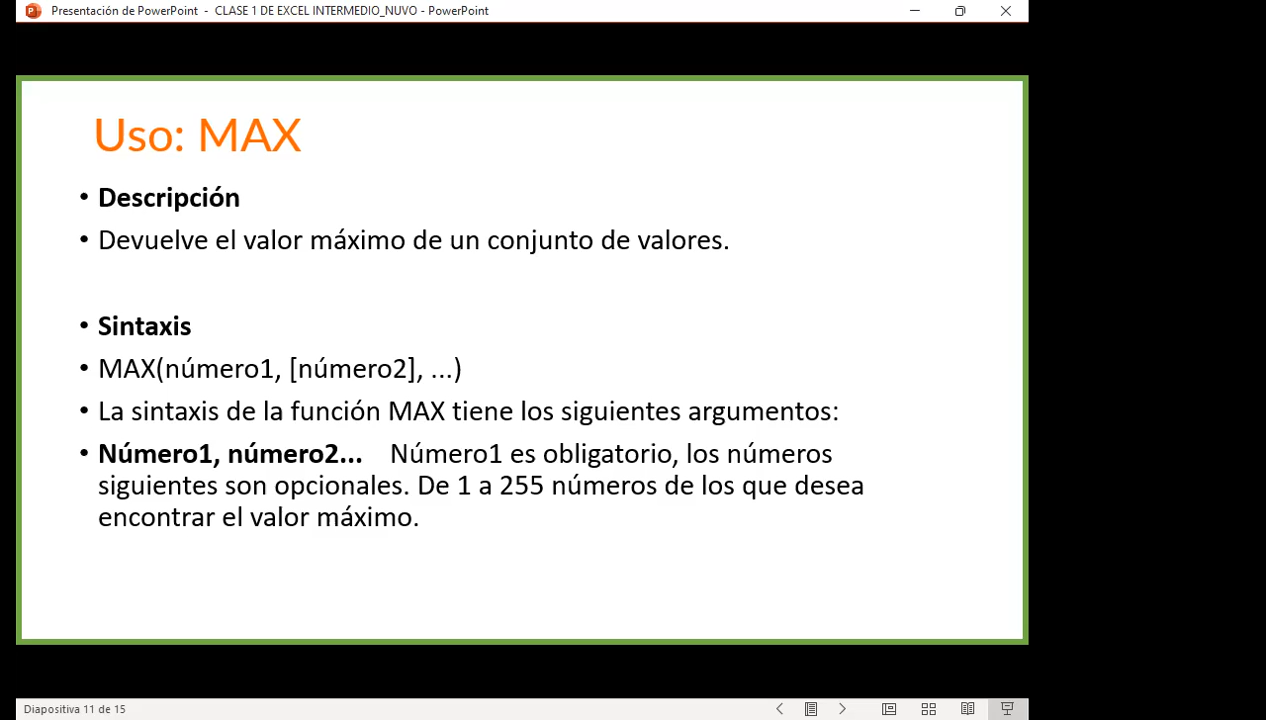 Presentación de PowerPoint - CLASE 1 DE EXCEL INTERMEDIO_NUVO - PowerPoint
Uso: MAX
• Descripción
• Devuelve el valor máximo de un conjunto de valores.
• Sintaxis
• MAX(número1, [número2], ...)
• La sintaxis de la función MAX tiene los siguientes argumentos:
• Número1, número2... Número1 es obligatorio, los números
siguientes son opcionales. De 1 a 255 números de los que desea
encontrar el valor máximo.
Diapositiva 11 de 15